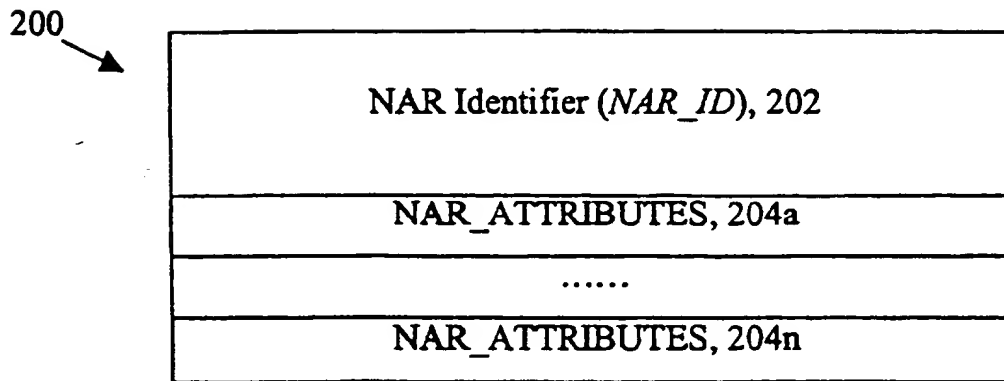 200
NAR Identifier (NAR_ID), 202
NAR_ATTRIBUTES, 204a
......
NAR_ATTRIBUTES, 204n